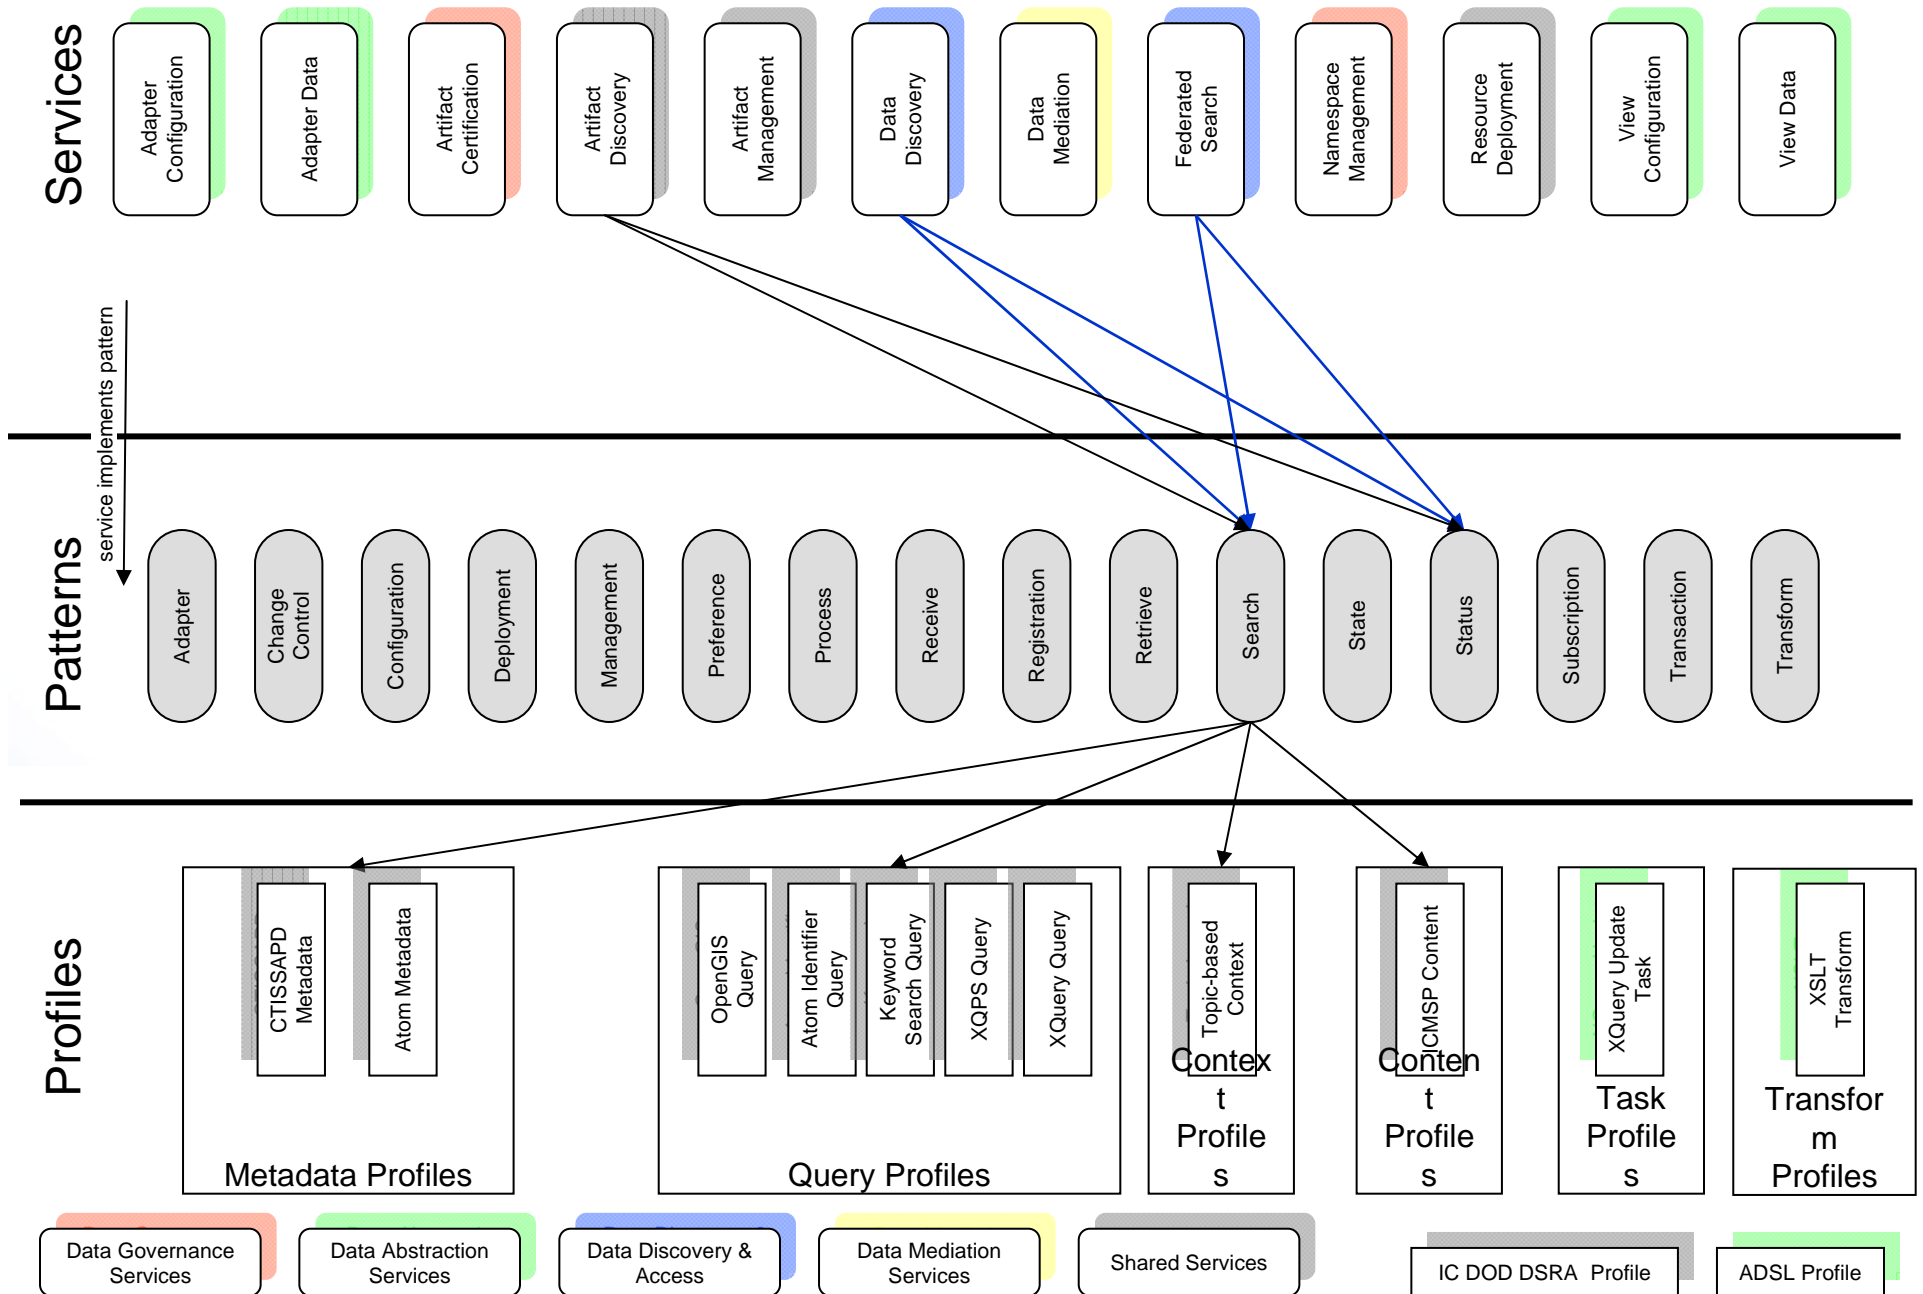 Services
Adapter
Configuration
Adapter Data
Artifact
Certification
Artifact
Discovery
Artifact
Management
Data
Discovery
Data
Mediation
Federated
Search
Namespace
Management
Resource
Deployment
View
Configuration
View Data
service implements pattern
Patterns
Adapter
Change
Control
Configuration
Deployment
Management
Preference
Process
Receive
Registration
Retrieve
Search
State
Status
Subscription
Transaction
Transform
Profiles
CTISSAPD
Metadata
Atom Metadata
Metadata Profiles
OpenGIS
Query
Atom Identifier
Query
Keyword
Search Query
XQPS Query
XQuery Query
Query Profiles
Topic-based
Context
Contex
t
Profile
s
ICMSP Content
Conten
t
Profile
s
XQuery Update
Task
Task
Profile
s
XSLT
Transform
Transfor
m
Profiles
Data Governance
Services
Data Abstraction
Services
Data Discovery &
Access
Data Mediation
Services
Shared Services
IC DOD DSRA Profile
ADSL Profile